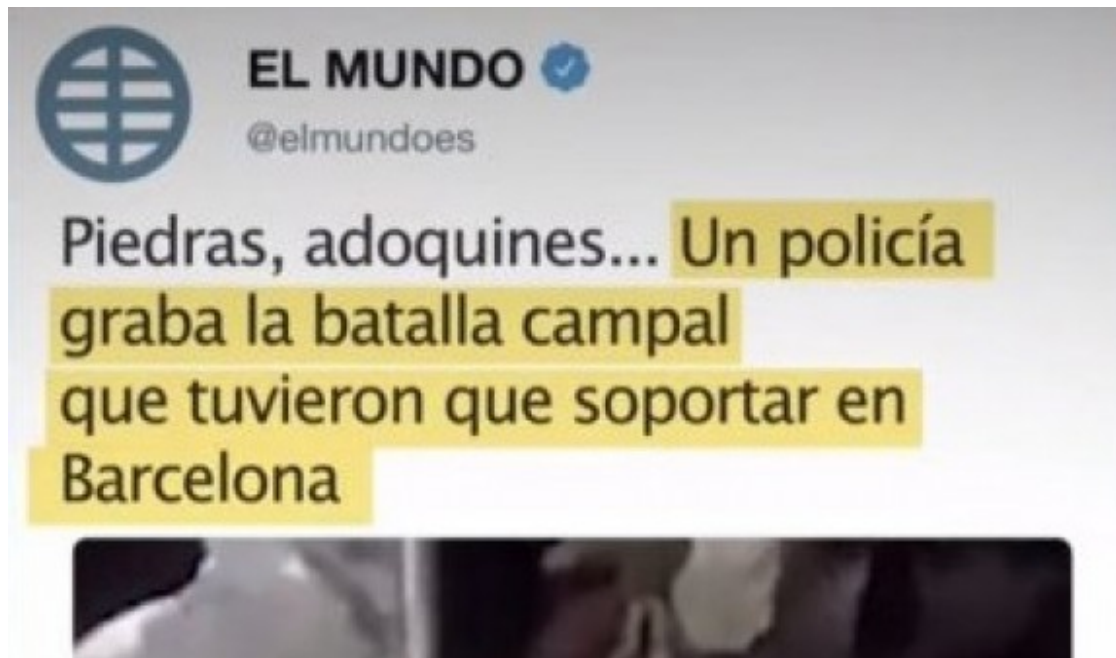 EL MUNDO
@elmundoes
Piedras, adoquines... Un policía
graba la batalla campal
que tuvieron que soportar en
Barcelona